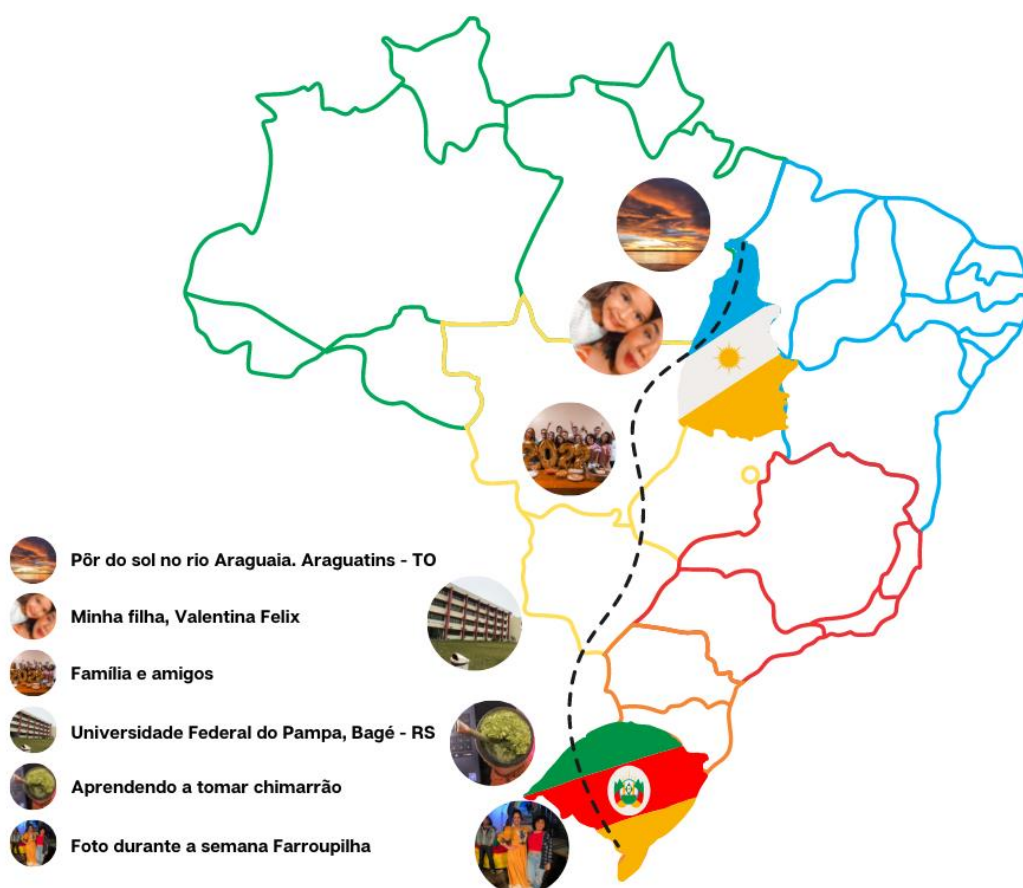 Pôr do sol no rio Araguaia. Araguatins - TO
Minha filha, Valentina Felix
Família e amigos
Universidade Federal do Pampa, Bagé - RS
Aprendendo a tomar chimarrão
Foto durante a semana Farroupilha
2022